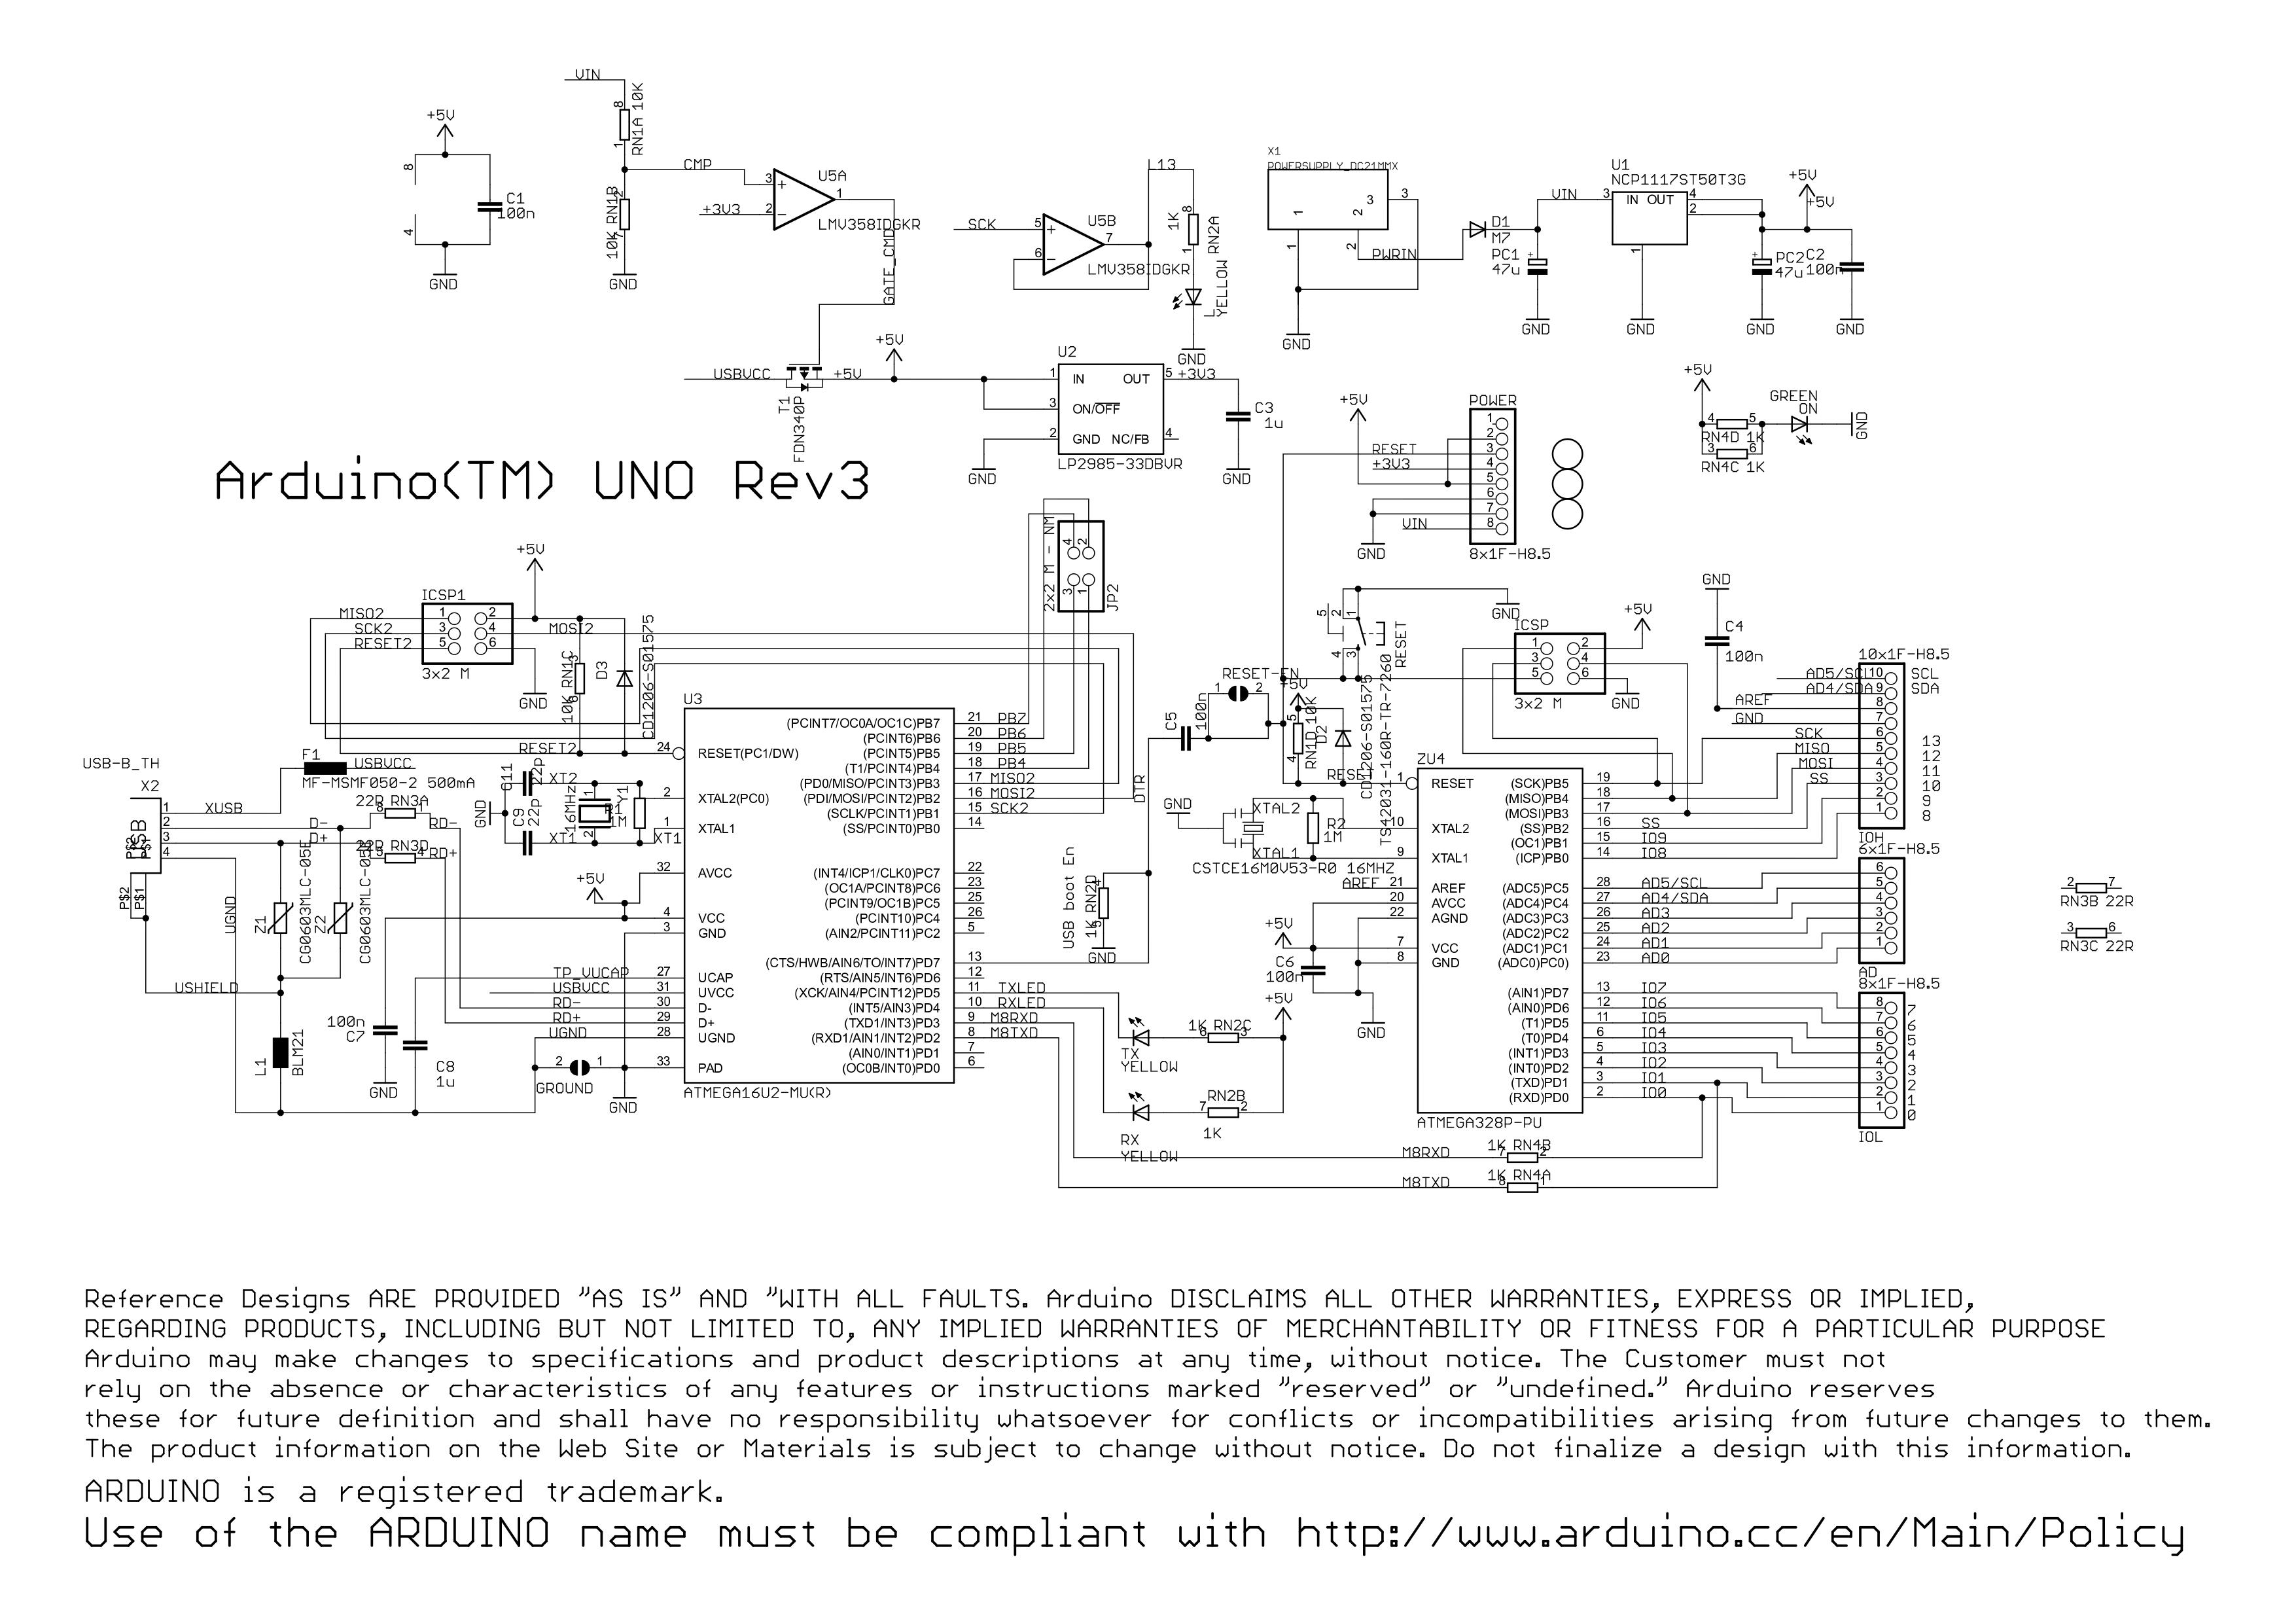 VIN
+5V
8
4
C1
100n
GND
8
RN1A 10K
1
CMP
+3V3
10K RN1B
2
7
GND
3
2
1
U5A
LMV358IDGKR
GATE_CMD
SCK
5
6
7
U5B
LMV358IDGKR
L13
1K
RN2A
8
1
L
YELLOW
GND
X1
POWERSUPPLY_DC21MMX
3
3
1
2
1
2
PWRIN
GND
D1
M7
VIN
PC1
47u
GND
U1
NCP1117ST50T3G
3
IN OUT
4
2
1
GND
+5V
+5V
PC2
47u
C2
100n
GND
GND
USBVCC
T1
FDN340P
+5V
+5V
U2
1
IN
OUT
5
+3V3
3
ON/OFF
2
GND
NC/FB
4
LP2985-33DBVR
GND
C3
1u
GND
+5V
POWER
1
2
RESET
3
+3V3
4
5
6
7
VIN
8
GND
8x1F-H8.5
+5V
4
5
RN4D 1K
3
6
RN4C 1K
GREEN
ON
GND
Arduino(TM) UNO Rev3
2x2 M - NM
4
2
3
1
JP2
+5V
ICSP1
MISO2
1
2
SCK2
3
4
MOSI2
RESET2
5
6
3x2 M
GND
10K RN1C
3
6
D3
CD1206-S01575
RESET2
USB-B_TH
X2
USB
1
2
3
4
P$2
P$1
XUSB
F1
USBVCC
MF-MSMF050-2 500mA
D-
D+
22R RN3A
8
1
RD-
22R RN3D
5
4
RD+
UGND
Z1
CG0603MLC-05E
Z2
CG0603MLC-05E
USHIELD
L1
BLM21
100n
C7
GND
C8
1u
GND
C11
22p
C9
22p
XT2
XT1
16MHz
Y1
1
2
R1
1M
XT1
+5V
TP_VUCAP
USBVCC
RD-
RD+
UGND
2
1
GROUND
GND
U3
24
RESET(PC1/DW)
2
XTAL2(PC0)
1
XTAL1
32
AVCC
4
VCC
3
GND
27
UCAP
31
UVCC
30
D-
29
D+
28
UGND
33
PAD
(PCINT7/OC0A/OC1C)PB7
21
PB7
(PCINT6)PB6
20
PB6
(PCINT5)PB5
19
PB5
(T1/PCINT4)PB4
18
PB4
(PD0/MISO/PCINT3)PB3
17
MISO2
(PDI/MOSI/PCINT2)PB2
16
MOSI2
(SCLK/PCINT1)PB1
15
SCK2
(SS/PCINT0)PB0
14
(INT4/ICP1/CLK0)PC7
22
(OC1A/PCINT8)PC6
23
(PCINT9/OC1B)PC5
25
(PCINT10)PC4
26
(AIN2/PCINT11)PC2
5
(CTS/HWB/AIN6/TO/INT7)PD7
13
(RTS/AIN5/INT6)PD6
12
(XCK/AIN4/PCINT12)PD5
11
TXLED
(INT5/AIN3)PD4
10
RXLED
(TXD1/INT3)PD3
9
M8RXD
(RXD1/AIN1/INT2)PD2
8
M8TXD
(AIN0/INT1)PD1
7
(OC0B/INT0)PD0
6
ATMEGA16U2-MU(R)
DTR
USB boot En
1K RN2D
4
5
GND
TX
YELLOW
1K RN2C
6
3
RX
YELLOW
RN2B
7
2
1K
+5V
C5
100n
RESET-EN
1
2
+5V
RN1D 10K
5
4
D2
CD1206-S01575
RESET
5
2
1
4
3
RESET
TS42031-160R-TR-7260
GND
GND
XTAL2
XTAL1
CSTCE16M0V53-R0 16MHZ
R2
1M
AREF
+5V
C6
100n
GND
ICSP
1
2
3
4
5
6
3x2 M
+5V
GND
GND
C4
100n
ZU4
1
RESET
10
XTAL2
9
XTAL1
21
AREF
20
AVCC
22
AGND
7
VCC
8
GND
(SCK)PB5
19
(MISO)PB4
18
(MOSI)PB3
17
(SS)PB2
16
SS
(OC1)PB1
15
IO9
(ICP)PB0
14
IO8
(ADC5)PC5
28
AD5/SCL
(ADC4)PC4
27
AD4/SDA
(ADC3)PC3
26
AD3
(ADC2)PC2
25
AD2
(ADC1)PC1
24
AD1
(ADC0)PC0)
23
AD0
(AIN1)PD7
13
IO7
(AIN0)PD6
12
IO6
(T1)PD5
11
IO5
(T0)PD4
6
IO4
(INT1)PD3
5
IO3
(INT0)PD2
4
IO2
(TXD)PD1
3
IO1
(RXD)PD0
2
IO0
ATMEGA328P-PU
M8RXD
1K RN4B
7
2
M8TXD
1K RN4A
8
1
10x1F-H8.5
AD5/SCL
10
SCL
AD4/SDA
9
SDA
AREF
8
GND
7
SCK
6
13
MISO
5
12
MOSI
4
11
SS
3
10
2
9
1
8
IOH
6x1F-H8.5
6
5
4
3
2
1
AD
8x1F-H8.5
8
7
7
6
6
5
5
4
4
3
3
2
2
1
1
0
IOL
2
7
RN3B 22R
3
6
RN3C 22R
Reference Designs ARE PROVIDED "AS IS" AND "WITH ALL FAULTS. Arduino DISCLAIMS ALL OTHER WARRANTIES, EXPRESS OR IMPLIED,
REGARDING PRODUCTS, INCLUDING BUT NOT LIMITED TO, ANY IMPLIED WARRANTIES OF MERCHANTABILITY OR FITNESS FOR A PARTICULAR PURPOSE
Arduino may make changes to specifications and product descriptions at any time, without notice. The Customer must not
rely on the absence or characteristics of any features or instructions marked "reserved" or "undefined." Arduino reserves
these for future definition and shall have no responsibility whatsoever for conflicts or incompatibilities arising from future changes to them.
The product information on the Web Site or Materials is subject to change without notice. Do not finalize a design with this information.
ARDUINO is a registered trademark.
Use of the ARDUINO name must be compliant with http://www.arduino.cc/en/Main/Policy